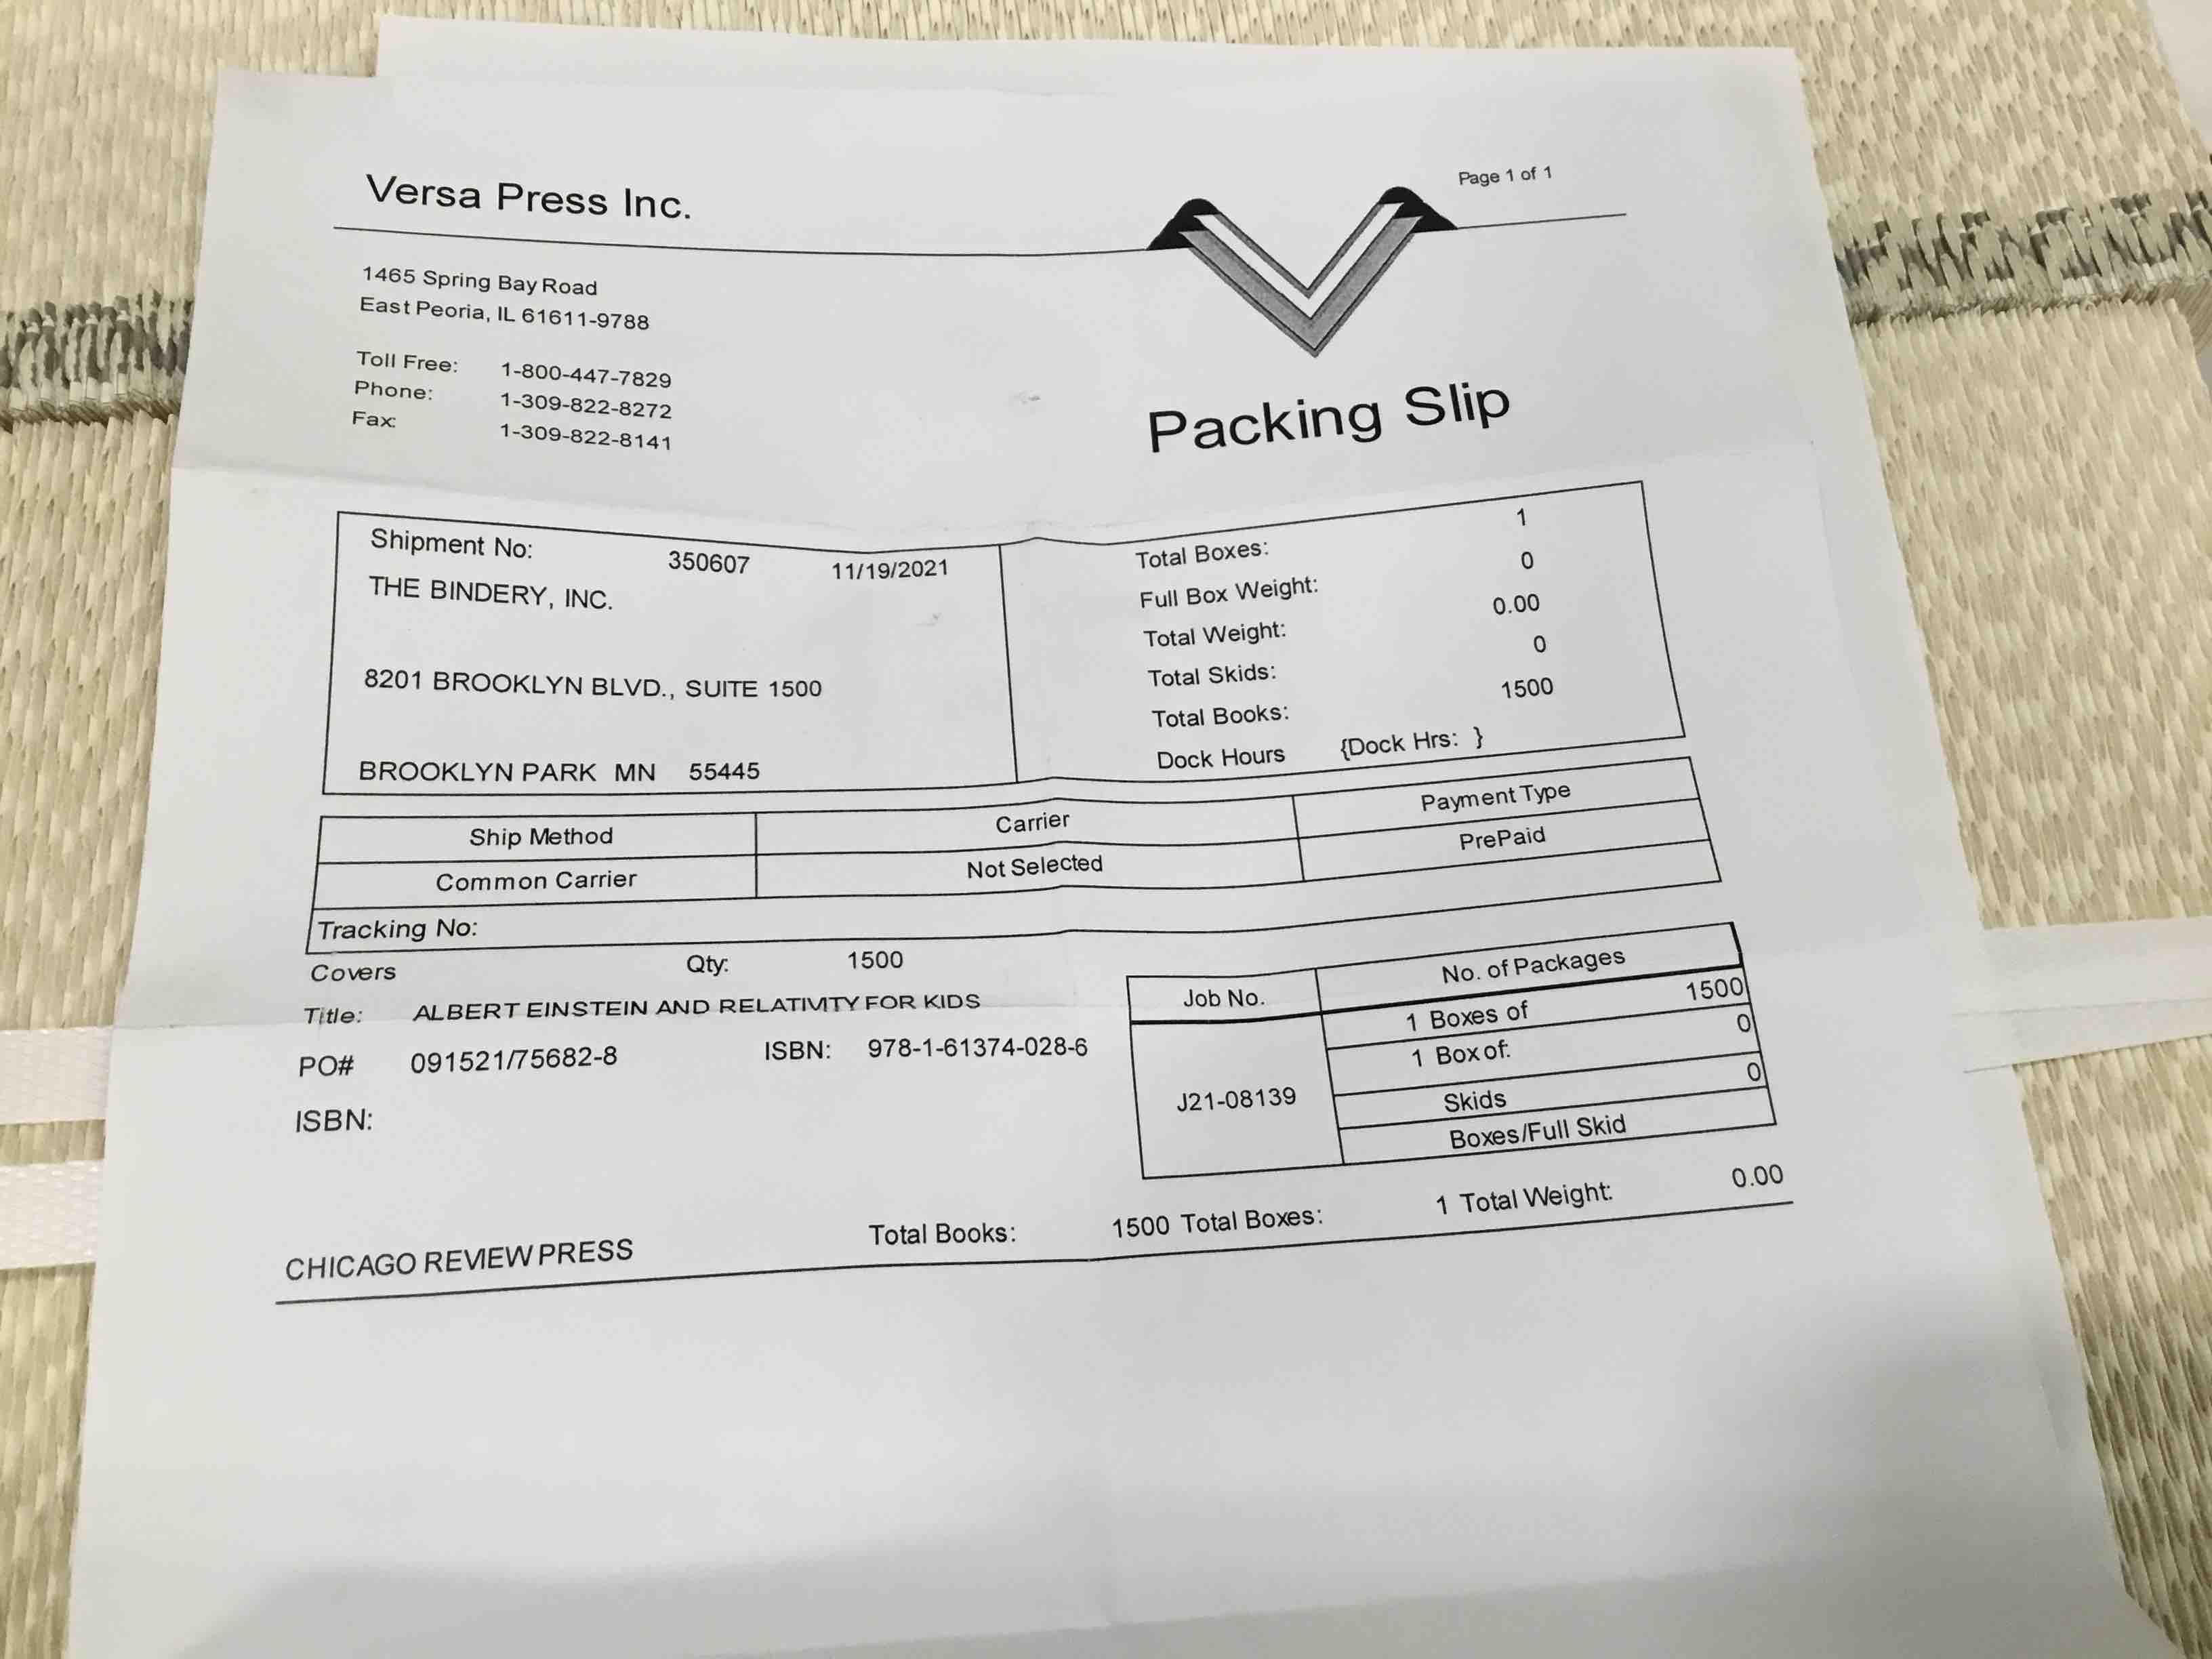 Page 1 of 1
Versa Press Inc.
1465 Spring Bay Road
East Peoria, IL 61611-9788
Toll Free: 1-800-447-7829
Phone: 1-309-822-8272
Fax: 1-309-822-8141
Packing Slip
Shipment No: 350607 11/19/2021
THE BINDERY, INC.
8201 BROOKLYN BLVD., SUITE 1500
BROOKLYN PARK MN 55445
Total Boxes: 1
Full Box Weight: 0
Total Weight: 0.00
Total Skids: 0
Total Books: 1500
Dock Hours {Dock Hrs: }
Ship Method Carrier Payment Type
Common Carrier Not Selected PrePaid
Tracking No:
Covers Qty: 1500
Title: ALBERT EINSTEIN AND RELATIVITY FOR KIDS
PO# 091521/75682-8 ISBN: 978-1-61374-028-6
ISBN:
Job No. No. of Packages
J21-08139
1 Boxes of 1500
1 Box of: 0
Skids 0
Boxes/Full Skid
CHICAGO REVIEW PRESS Total Books: 1500 Total Boxes: 1 Total Weight: 0.00